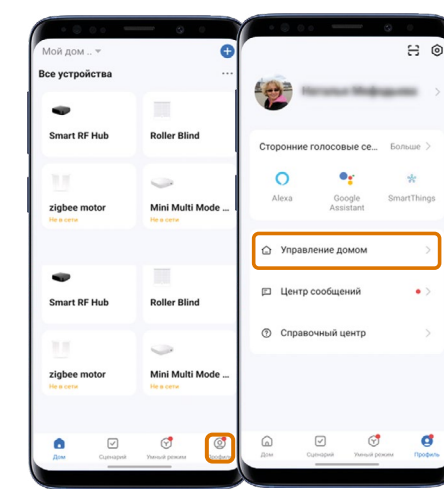 Мой дом ..
Все устройства
Smart RF Hub
Roller Blind
zigbee motor
Не в сети
Mini Multi Mode ...
Не в сети
Smart RF Hub
Roller Blind
zigbee motor
Не в сети
Mini Multi Mode ...
Не в сети
Дом
Сценарий
Умный режим
Профиль
Сторонние голосовые се...
Больше
Alexa
Google
Assistant
SmartThings
Управление домом
Центр сообщений
Справочный центр
Дом
Сценарий
Умный режим
Профиль